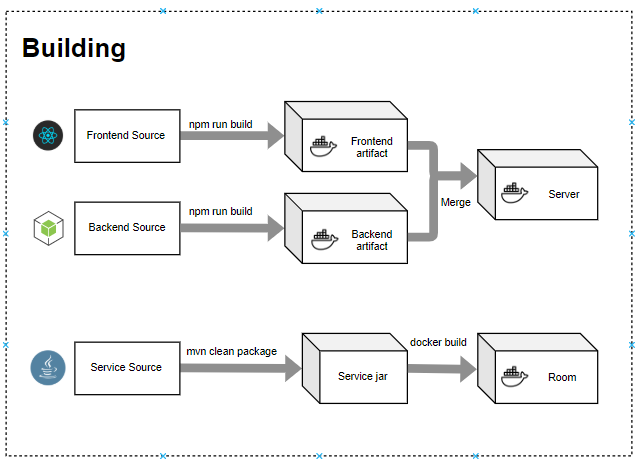 Building
Frontend Source
npm run build
Frontend
artifact
Backend Source
npm run build
Backend
artifact
Merge
Server
Service Source
mvn clean package
Service jar
docker build
Room